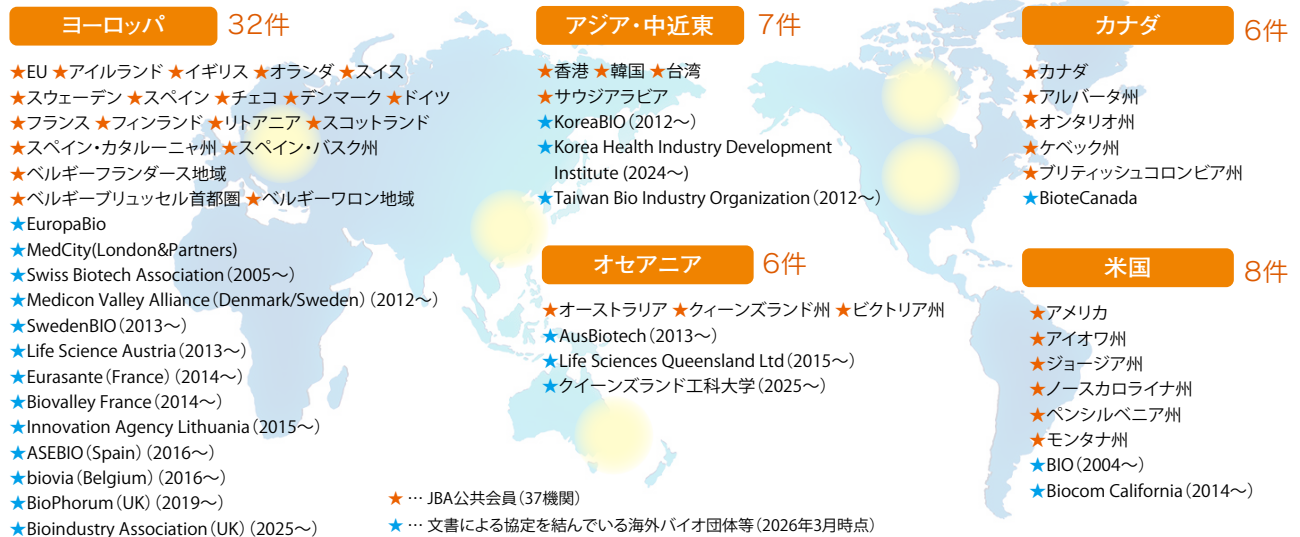 ヨーロッパ 32件
★EU ★アイルランド ★イギリス ★オランダ ★スイス
★スウェーデン ★スペイン ★チェコ ★デンマーク ★ドイツ
★フランス ★フィンランド ★リトアニア ★スコットランド
★スペイン・カタルーニャ州 ★スペイン・バスク州
★ベルギーフランダース地域
★ベルギーブリュッセル首都圏 ★ベルギーワロン地域
★EuropaBio
★MedCity(London&Partners)
★Swiss Biotech Association（2005～）
★Medicon Valley Alliance（Denmark/Sweden）（2012～）
★SwedenBIO（2013～）
★Life Science Austria（2013～）
★Eurasante（France）（2014～）
★Biovalley France（2014～）
★Innovation Agency Lithuania（2015～）
★ASEBIO（Spain）（2016～）
★biovia（Belgium）（2016～）
★BioPhorum（UK）（2019～）
★Bioindustry Association（UK）（2025～）
アジア・中近東 7件
★香港 ★韓国 ★台湾
★サウジアラビア
★KoreaBIO（2012～）
★Korea Health Industry Development
Institute（2024～）
★Taiwan Bio Industry Organization（2012～）
オセアニア 6件
★オーストラリア ★クィーンズランド州 ★ビクトリア州
★AusBiotech（2013～）
★Life Sciences Queensland Ltd（2015～）
★クイーンズランド工科大学（2025～）
カナダ 6件
★カナダ
★アルバータ州
★オンタリオ州
★ケベック州
★ブリティッシュコロンビア州
★BioteCanada
米国 8件
★アメリカ
★アイオワ州
★ジョージア州
★ノースカロライナ州
★ペンシルベニア州
★モンタナ州
★BIO（2004～）
★Biocom California（2014～）
★ … JBA公共会員（37機関）
★ … 文書による協定を結んでいる海外バイオ団体等（2026年3月時点）